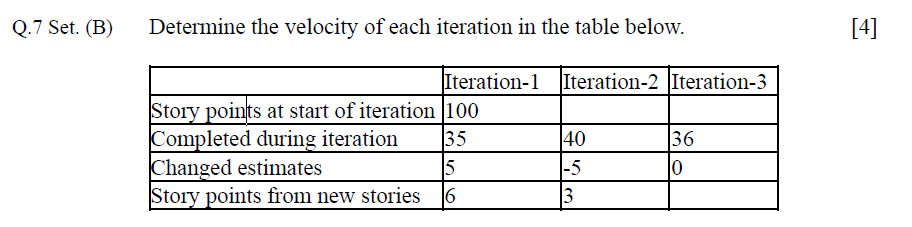 Q.7 Set. (B) Determine the velocity of each iteration in the table below. [4]
Iteration-1 Iteration-2 Iteration-3
Story points at start of iteration 100
Completed during iteration 35 40 36
Changed estimates 5 -5 0
Story points from new stories 6 3